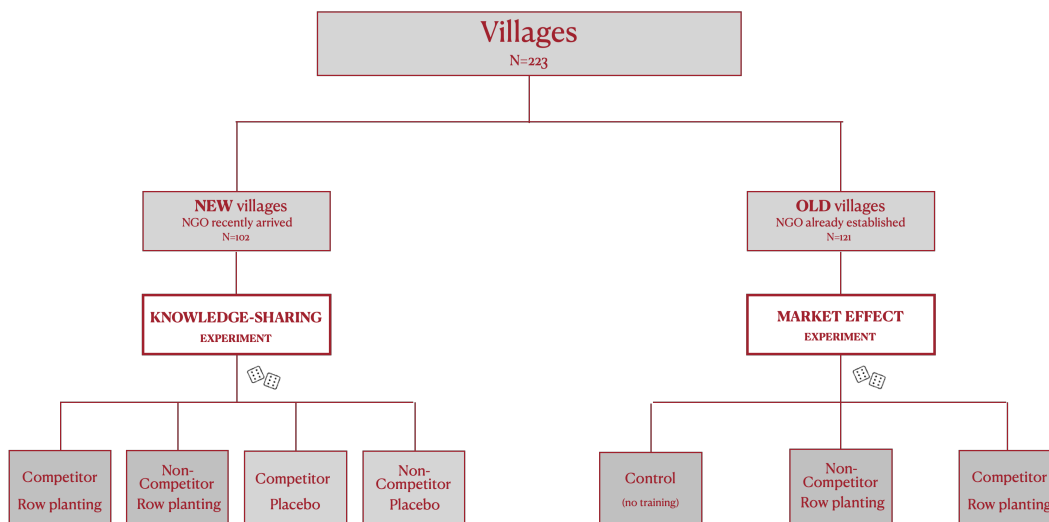 Villages
N=223
NEW villages
NGO recently arrived
N=102
OLD villages
NGO already established
N=121
KNOWLEDGE-SHARING
EXPERIMENT
MARKET EFFECT
EXPERIMENT
Competitor
Row planting
Non-
Competitor
Row planting
Competitor
Placebo
Non-
Competitor
Placebo
Control
(no training)
Non-
Competitor
Row planting
Competitor
Row planting